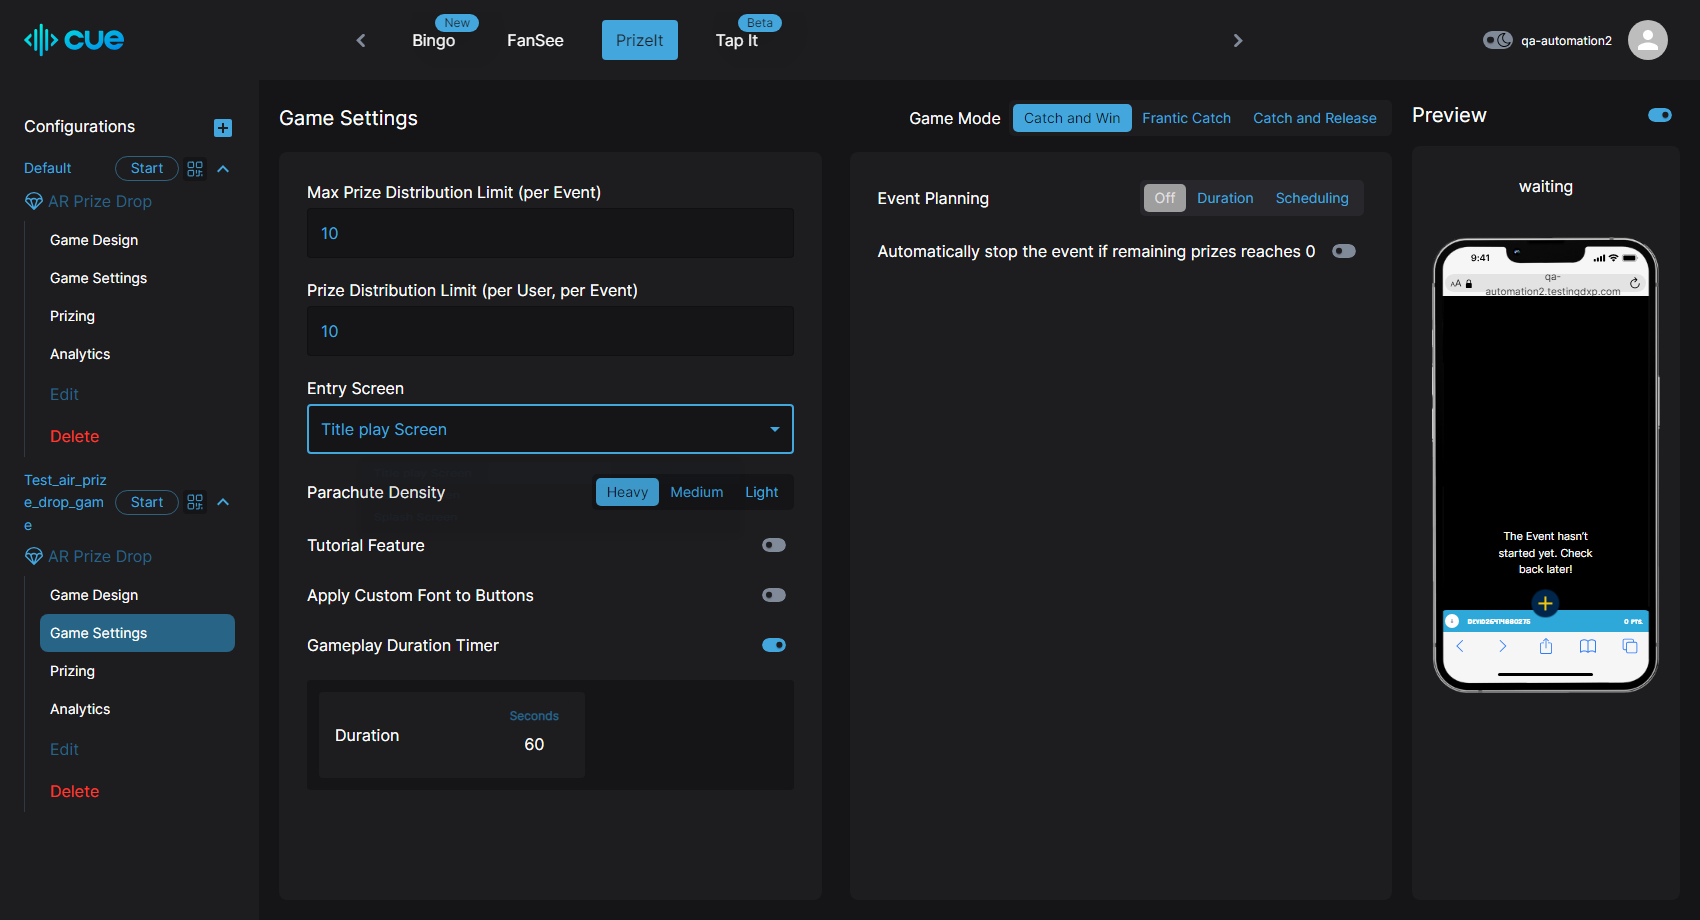 cue
New
Bingo
FanSee
PrizeIt
Beta
Tap It
qa-automation2
Configurations
Default
Start
AR Prize Drop
Game Design
Game Settings
Prizing
Analytics
Edit
Delete
Test_air_priz
e_drop_gam
e
Start
AR Prize Drop
Game Design
Game Settings
Prizing
Analytics
Edit
Delete
Game Settings
Game Mode
Catch and Win
Frantic Catch
Catch and Release
Max Prize Distribution Limit (per Event)
10
Prize Distribution Limit (per User, per Event)
10
Entry Screen
Title play Screen
Parachute Density
Heavy
Medium
Light
Tutorial Feature
Apply Custom Font to Buttons
Gameplay Duration Timer
Duration
Seconds
60
Event Planning
Off
Duration
Scheduling
Automatically stop the event if remaining prizes reaches 0
Preview
waiting
9:41
AA
qa-
automation2.testingdxp.com
The Event hasn't
started yet. Check
back later!
0 PTS.